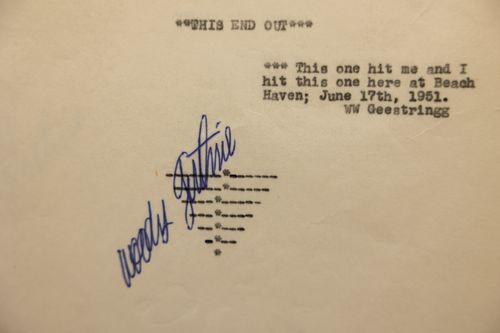 **THIS END OUT***
*** This one hit me and I
hit this one here at Beach
Haven; June 17th, 1951.
WW Geestringg
Woody Guthrie
------*------
------*-----
-----*----
----*---
---*--
--*-
*